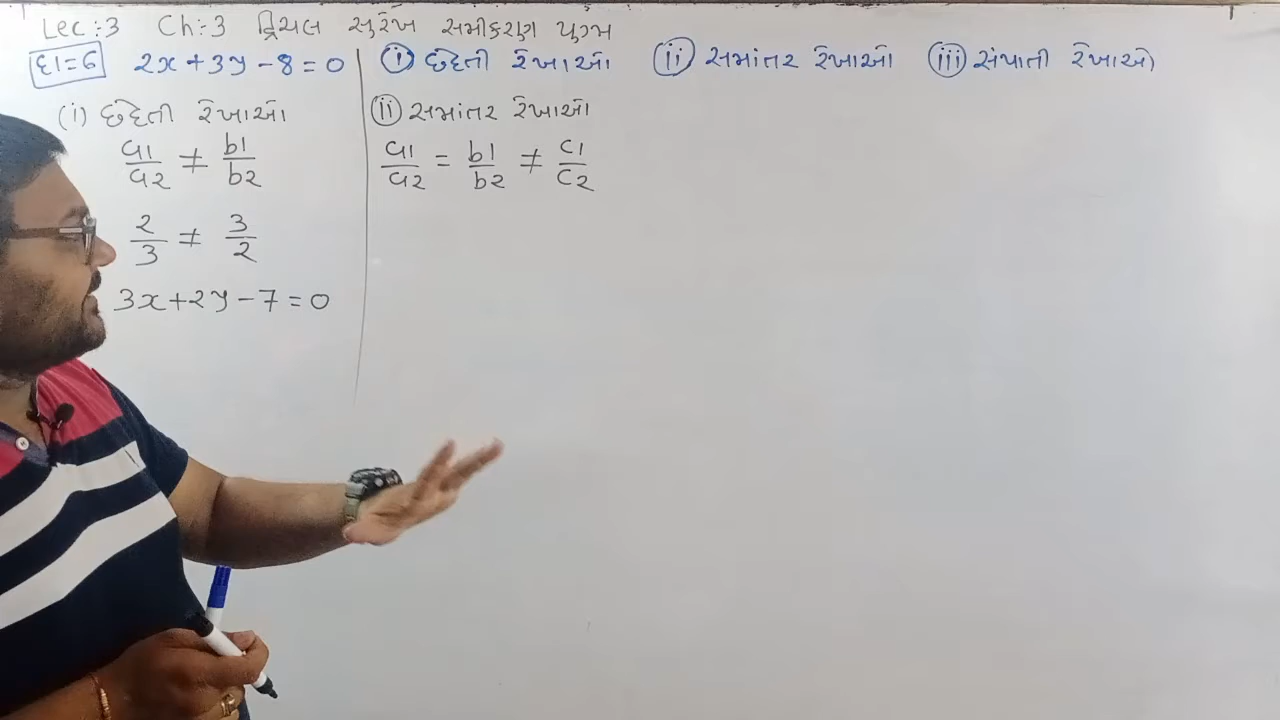 Lec :3 Ch:3 દ્વિચલ સુરેખ સમીકરણ યુગ્મ
દા=6 2x+3y-8=0 (i) છેદતી રેખાઓ (ii) સમાંતર રેખાઓ (iii) સંપાતી રેખાઓ
(i) છેદતી રેખાઓ
a1/a2 ≠ b1/b2
2/3 ≠ 3/2
3x+2y-7=0
(ii) સમાંતર રેખાઓ
a1/a2 = b1/b2 ≠ c1/c2